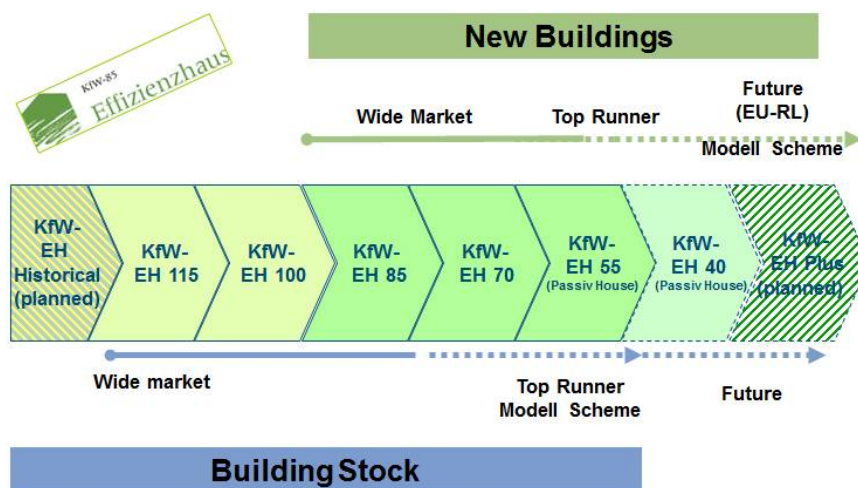 New Buildings
KfW-85
Effizienzhaus
Wide Market
Top Runner
Future
(EU-RL)
Modell Scheme
KfW-
EH
Historical
(planned)
KfW-
EH 115
KfW-
EH 100
KfW-
EH 85
KfW-
EH 70
KfW-
EH 55
(Passiv House)
KfW-
EH 40
(Passiv House)
KfW-
EH Plus
(planned)
Wide market
Top Runner
Modell Scheme
Future
Building Stock